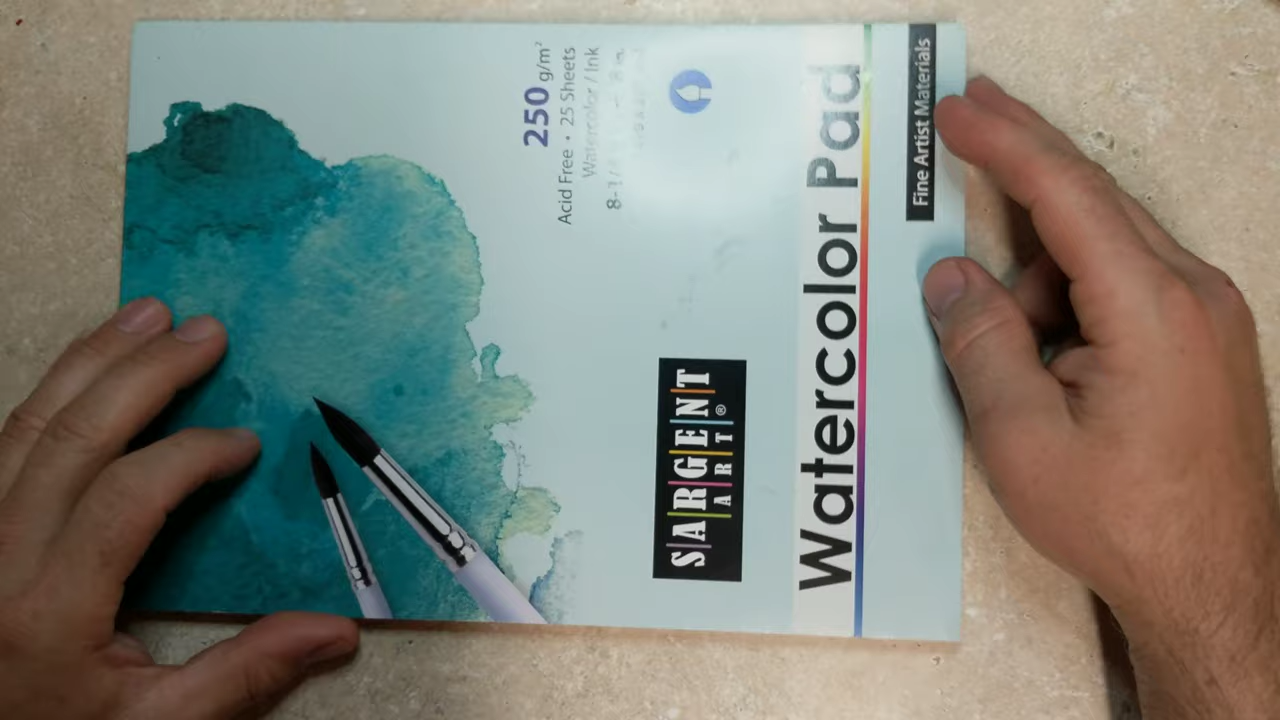 250 g/m²
Acid Free • 25 Sheets
Watercolor / Ink
SARGENT
ART®
Watercolor Pad
Fine Artist Materials